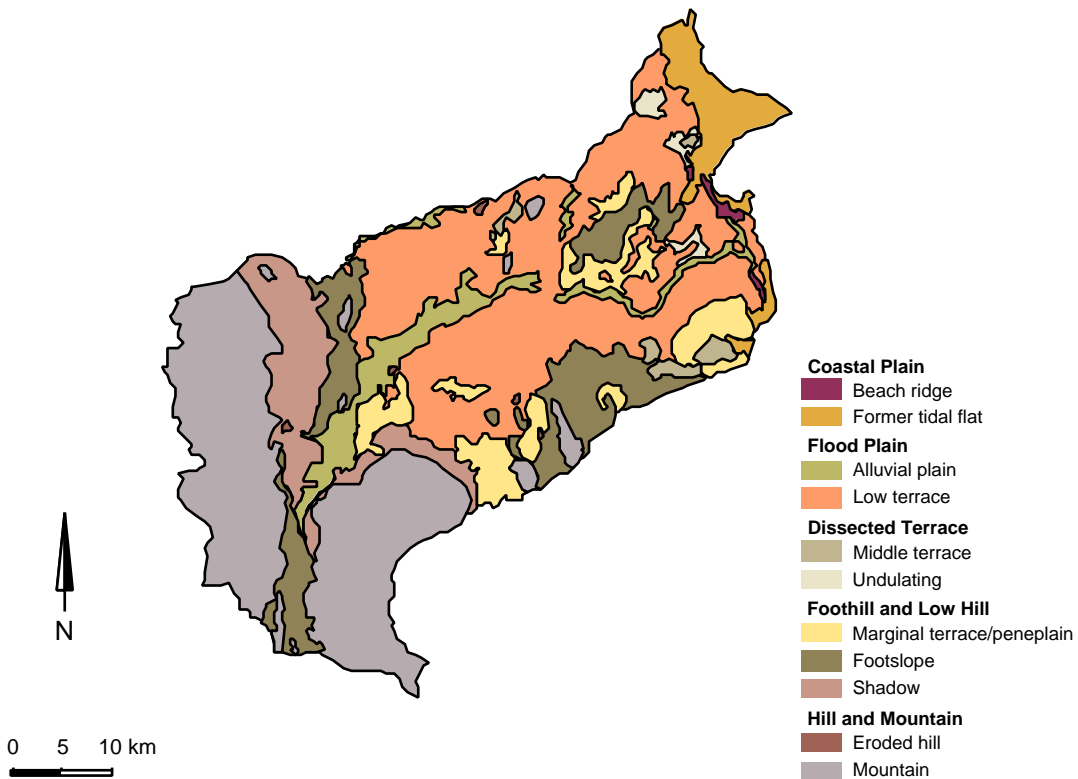 Coastal Plain
Beach ridge
Former tidal flat
Flood Plain
Alluvial plain
Low terrace
Dissected Terrace
Middle terrace
Undulating
Foothill and Low Hill
Marginal terrace/peneplain
Footslope
Shadow
Hill and Mountain
Eroded hill
Mountain
N
0 5 10 km